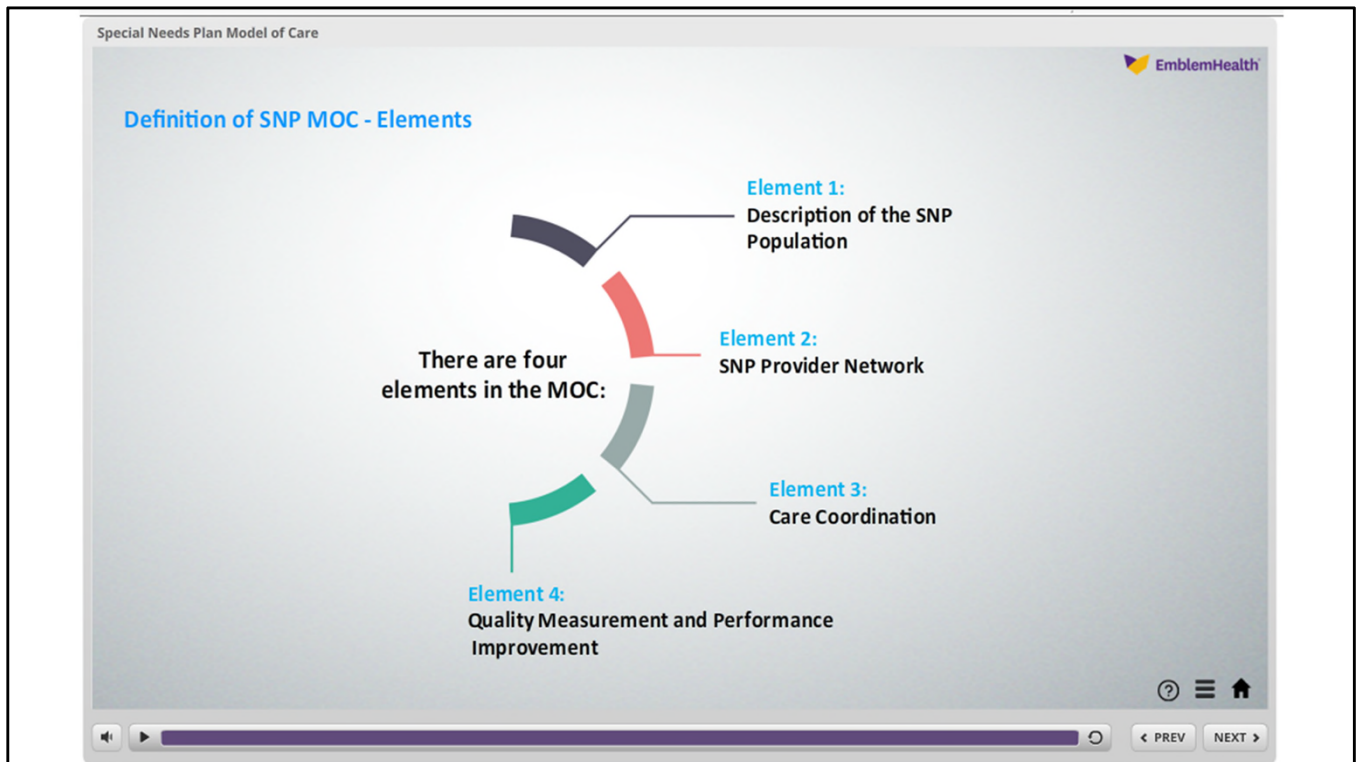 Special Needs Plan Model of Care
EmblemHealth
Definition of SNP MOC - Elements
Element 1:
Description of the SNP
Population
Element 2:
SNP Provider Network
There are four
elements in the MOC:
Element 3:
Care Coordination
Element 4:
Quality Measurement and Performance
Improvement
?
PREV
NEXT